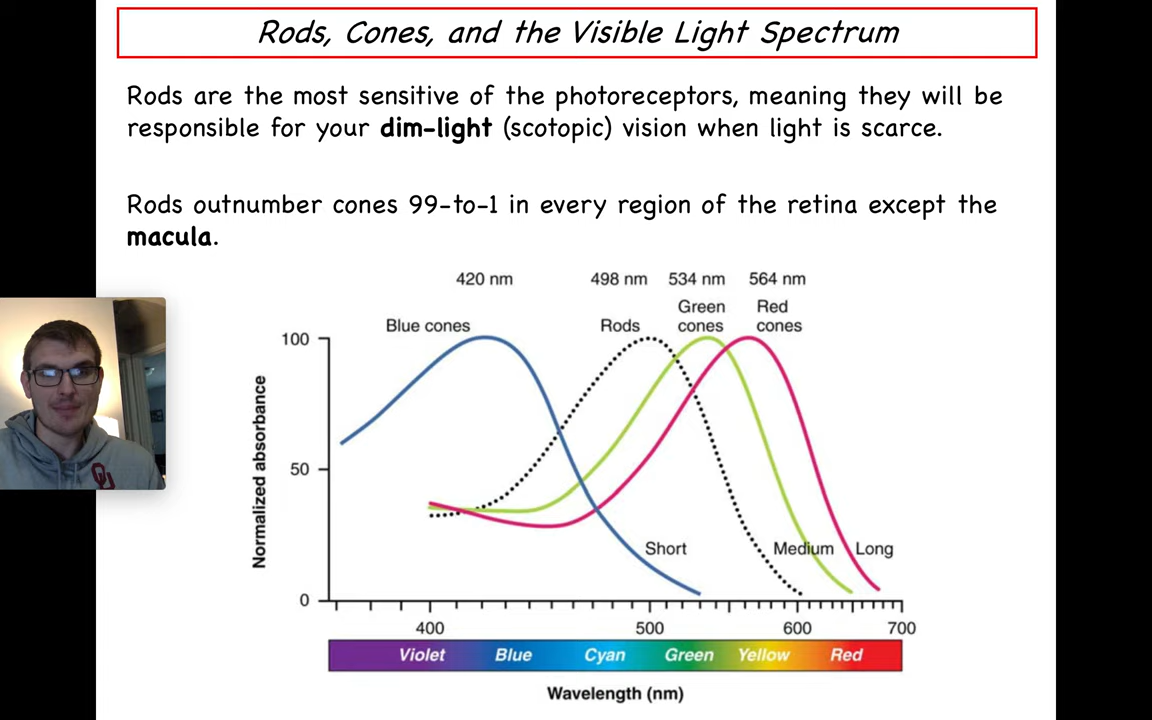 Rods, Cones, and the Visible Light Spectrum
Rods are the most sensitive of the photoreceptors, meaning they will be
responsible for your dim-light (scotopic) vision when light is scarce.
Rods outnumber cones 99-to-1 in every region of the retina except the
macula.
420 nm 498 nm 534 nm 564 nm
Blue cones Rods Green cones Red cones
100
50
0
Normalized absorbance
Short Medium Long
400 500 600 700
Violet Blue Cyan Green Yellow Red
Wavelength (nm)
OU